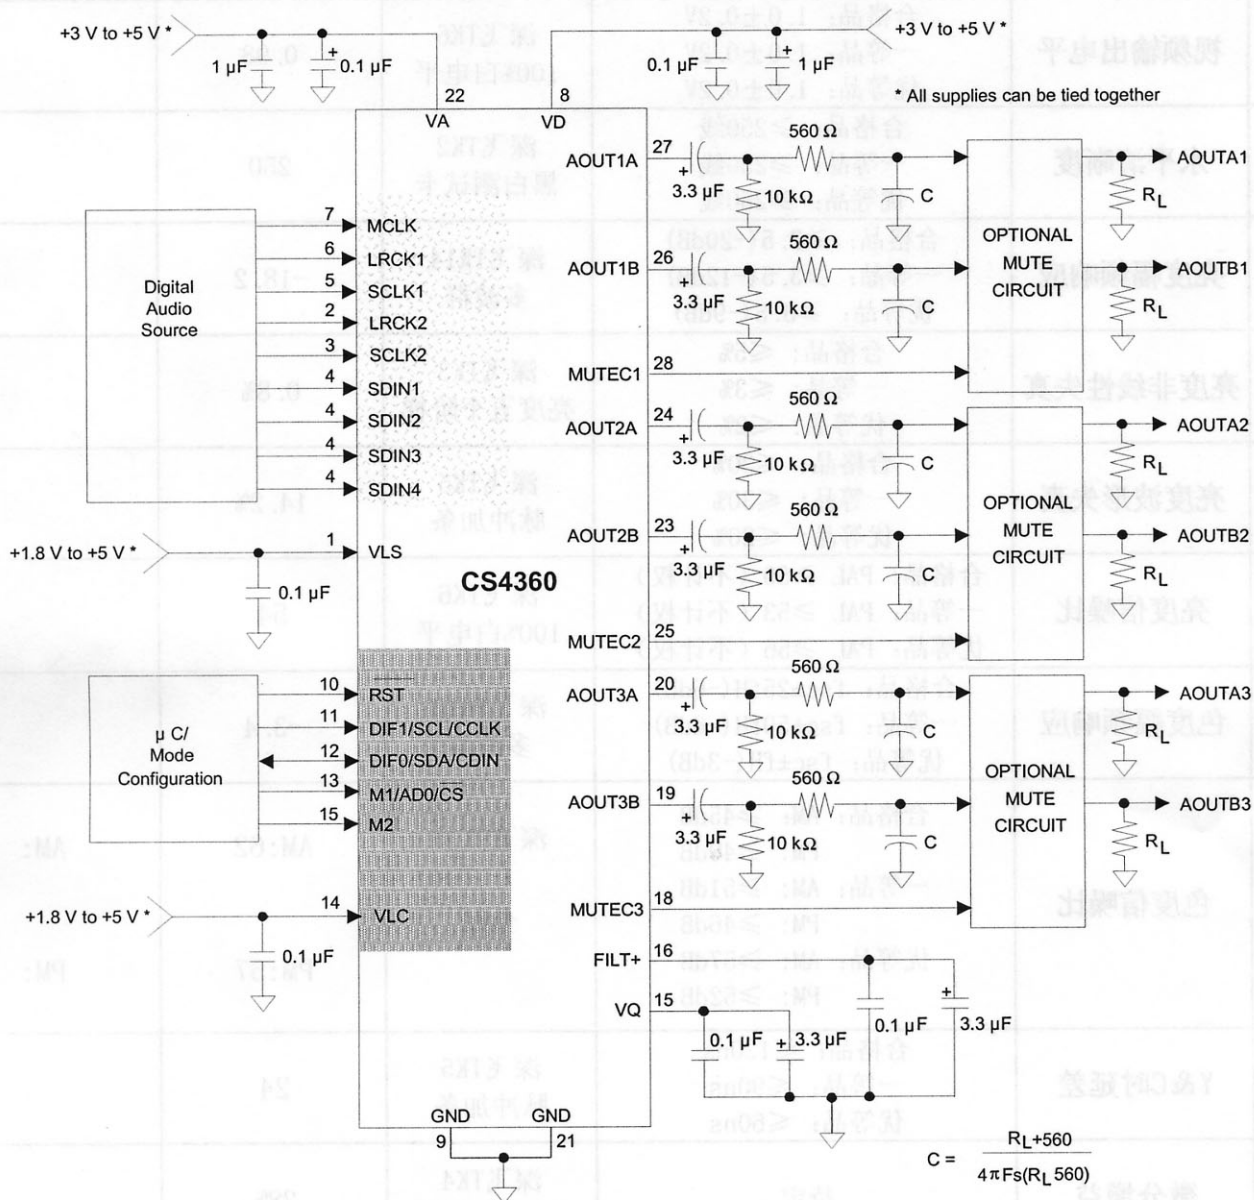 +3 V to +5 V *
1 µF
+
0.1 µF
0.1 µF
+
1 µF
+3 V to +5 V *
* All supplies can be tied together
22
VA
8
VD
Digital
Audio
Source
7
MCLK
6
LRCK1
5
SCLK1
2
LRCK2
3
SCLK2
4
SDIN1
4
SDIN2
4
SDIN3
4
SDIN4
+1.8 V to +5 V *
1
VLS
0.1 µF
CS4360
µ C/
Mode
Configuration
10
RST
11
DIF1/SCL/CCLK
12
DIF0/SDA/CDIN
13
M1/AD0/CS
15
M2
+1.8 V to +5 V *
14
VLC
0.1 µF
AOUT1A
27
+
3.3 µF
560 Ω
10 kΩ
C
AOUTA1
RL
AOUT1B
26
+
3.3 µF
560 Ω
10 kΩ
C
AOUTB1
RL
OPTIONAL
MUTE
CIRCUIT
MUTEC1
28
AOUT2A
24
+
3.3 µF
560 Ω
10 kΩ
C
AOUTA2
RL
AOUT2B
23
+
3.3 µF
560 Ω
10 kΩ
C
AOUTB2
RL
OPTIONAL
MUTE
CIRCUIT
MUTEC2
25
AOUT3A
20
+
3.3 µF
560 Ω
10 kΩ
C
AOUTA3
RL
AOUT3B
19
+
3.3 µF
560 Ω
10 kΩ
C
AOUTB3
RL
OPTIONAL
MUTE
CIRCUIT
MUTEC3
18
FILT+
16
VQ
15
0.1 µF
+
3.3 µF
0.1 µF
+
3.3 µF
GND
GND
9
21
C =
RL+560
4πFs(RL 560)